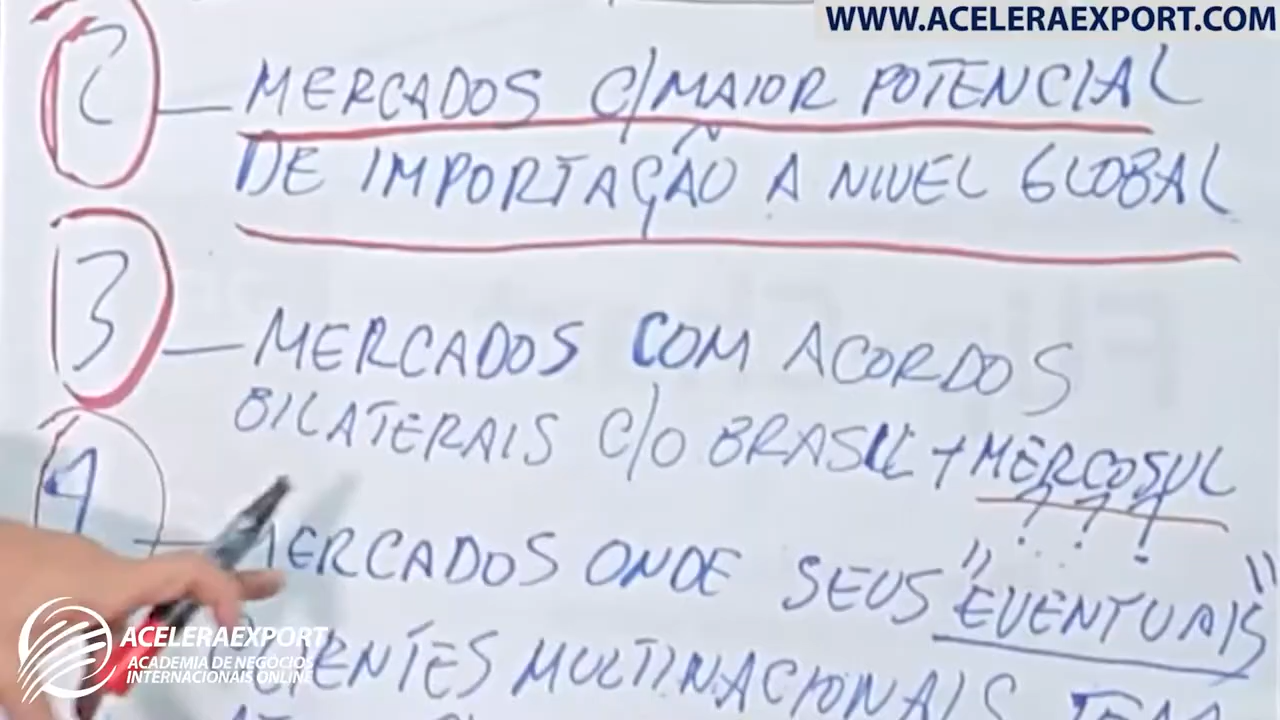 WWW.ACELERAEXPORT.COM
2 — MERCADOS C/MAIOR POTENCIAL
DE IMPORTAÇÃO A NIVEL GLOBAL
3 — MERCADOS COM ACORDOS
BILATERAIS C/O BRASIL + MERCOSUL
???
4 — MERCADOS ONDE SEUS "EVENTUAIS"
CLIENTES MULTINACIONAIS TEM
ACELERAEXPORT
ACADEMIA DE NEGÓCIOS
INTERNACIONAIS ONLINE